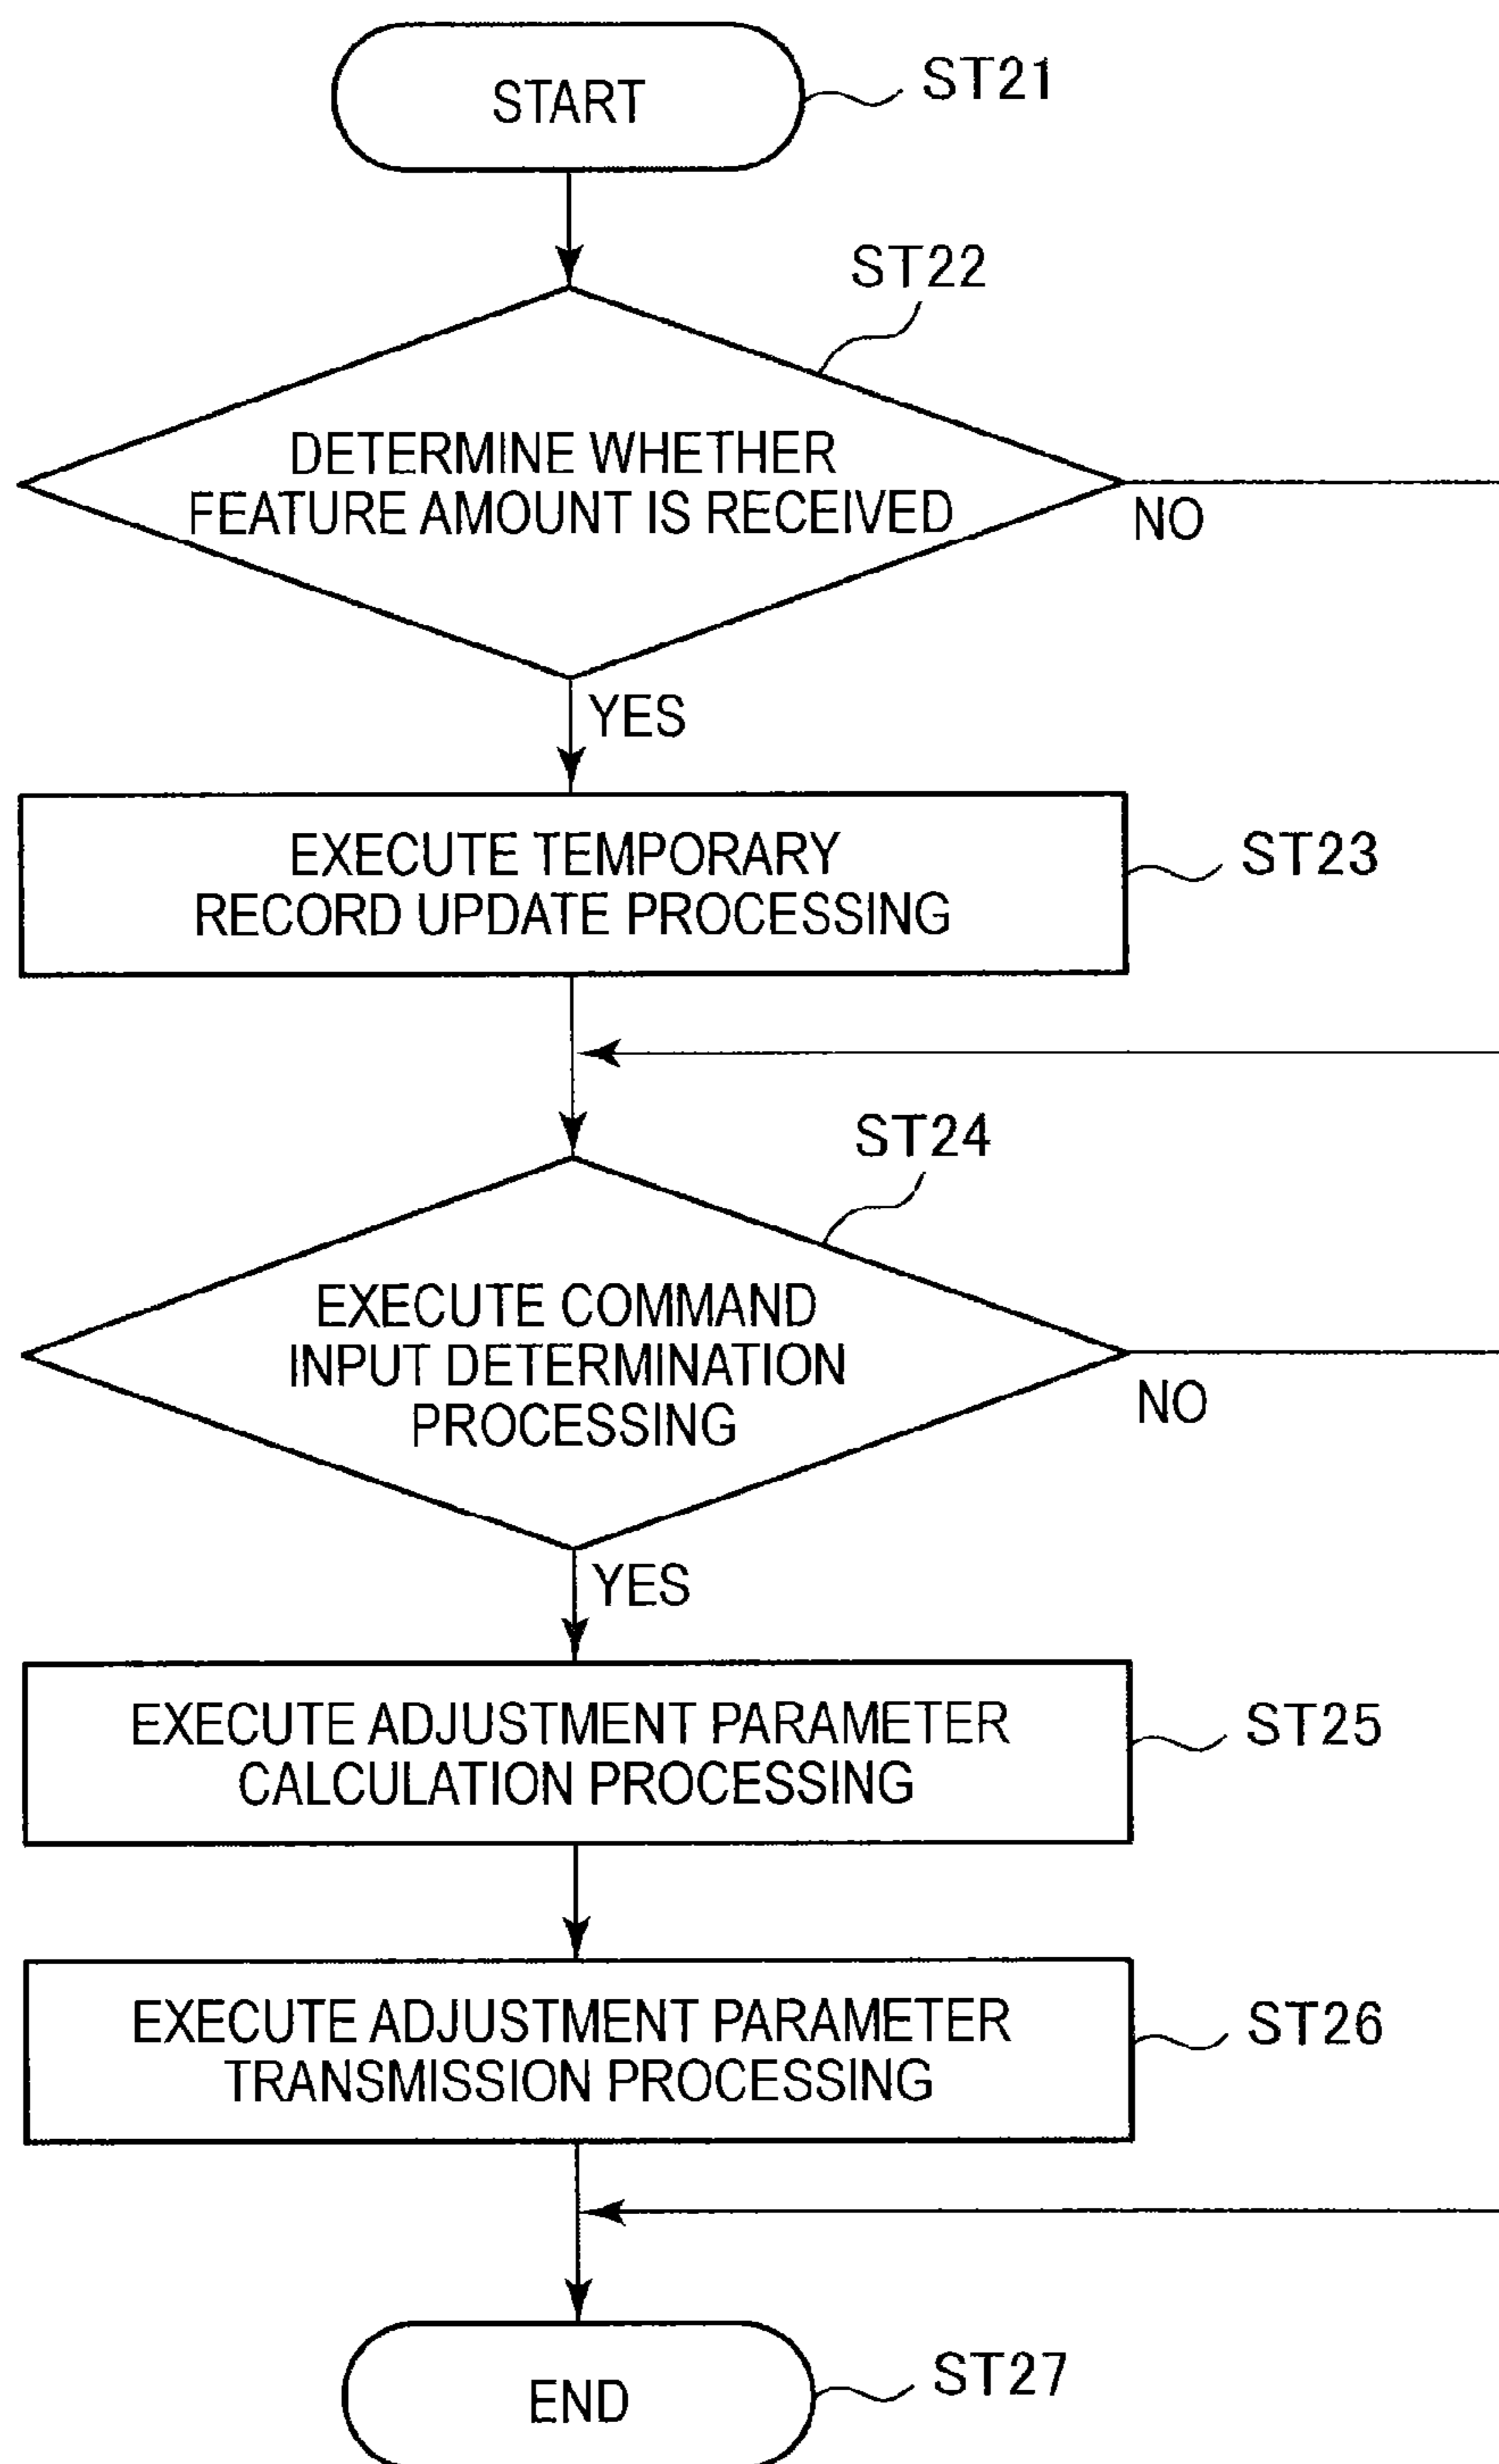 START
ST21
ST22
DETERMINE WHETHER
FEATURE AMOUNT IS RECEIVED
NO
YES
EXECUTE TEMPORARY
RECORD UPDATE PROCESSING
ST23
ST24
EXECUTE COMMAND
INPUT DETERMINATION
PROCESSING
NO
YES
EXECUTE ADJUSTMENT PARAMETER
CALCULATION PROCESSING
ST25
EXECUTE ADJUSTMENT PARAMETER
TRANSMISSION PROCESSING
ST26
END
ST27